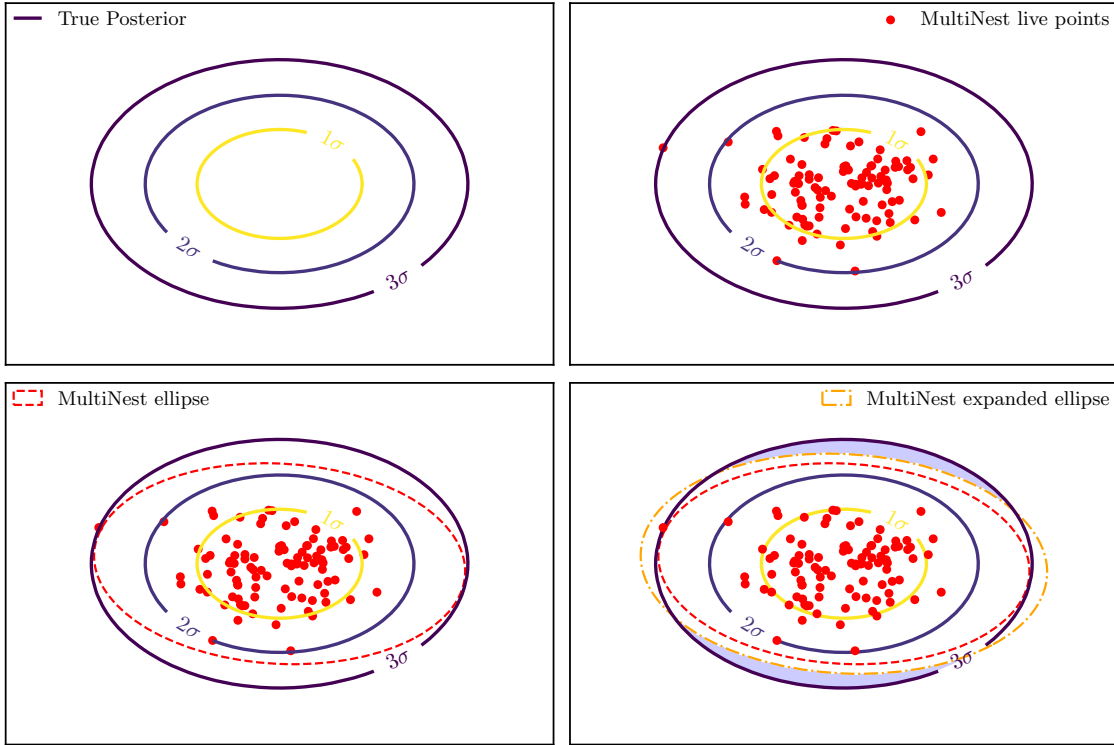 True Posterior
1σ
2σ
3σ
MultiNest live points
1σ
2σ
3σ
MultiNest ellipse
1σ
2σ
3σ
MultiNest expanded ellipse
1σ
2σ
3σ